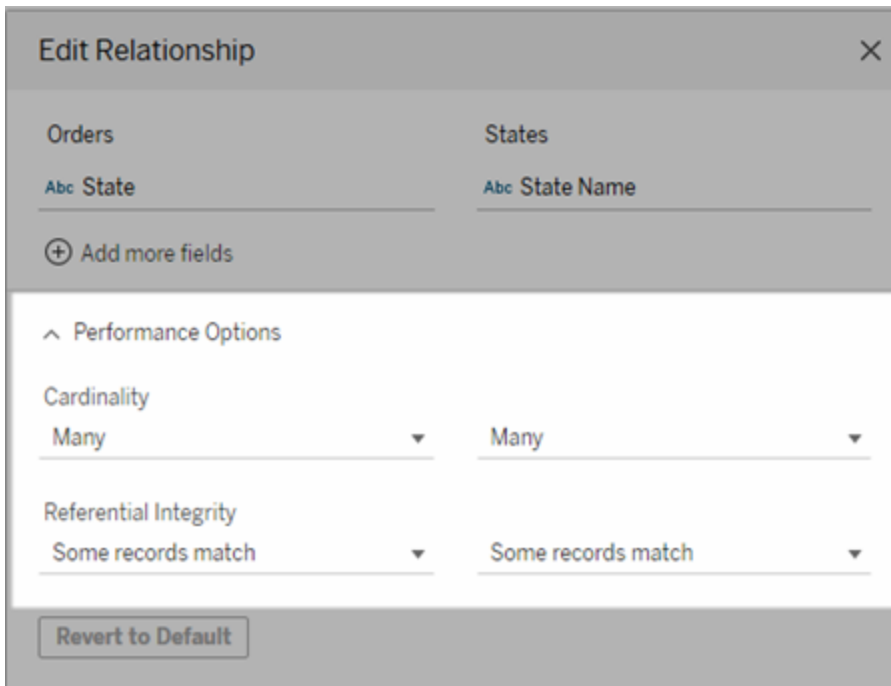 Edit Relationship
Orders States
Abc State Abc State Name
Add more fields
Performance Options
Cardinality
Many Many
Referential Integrity
Some records match Some records match
Revert to Default